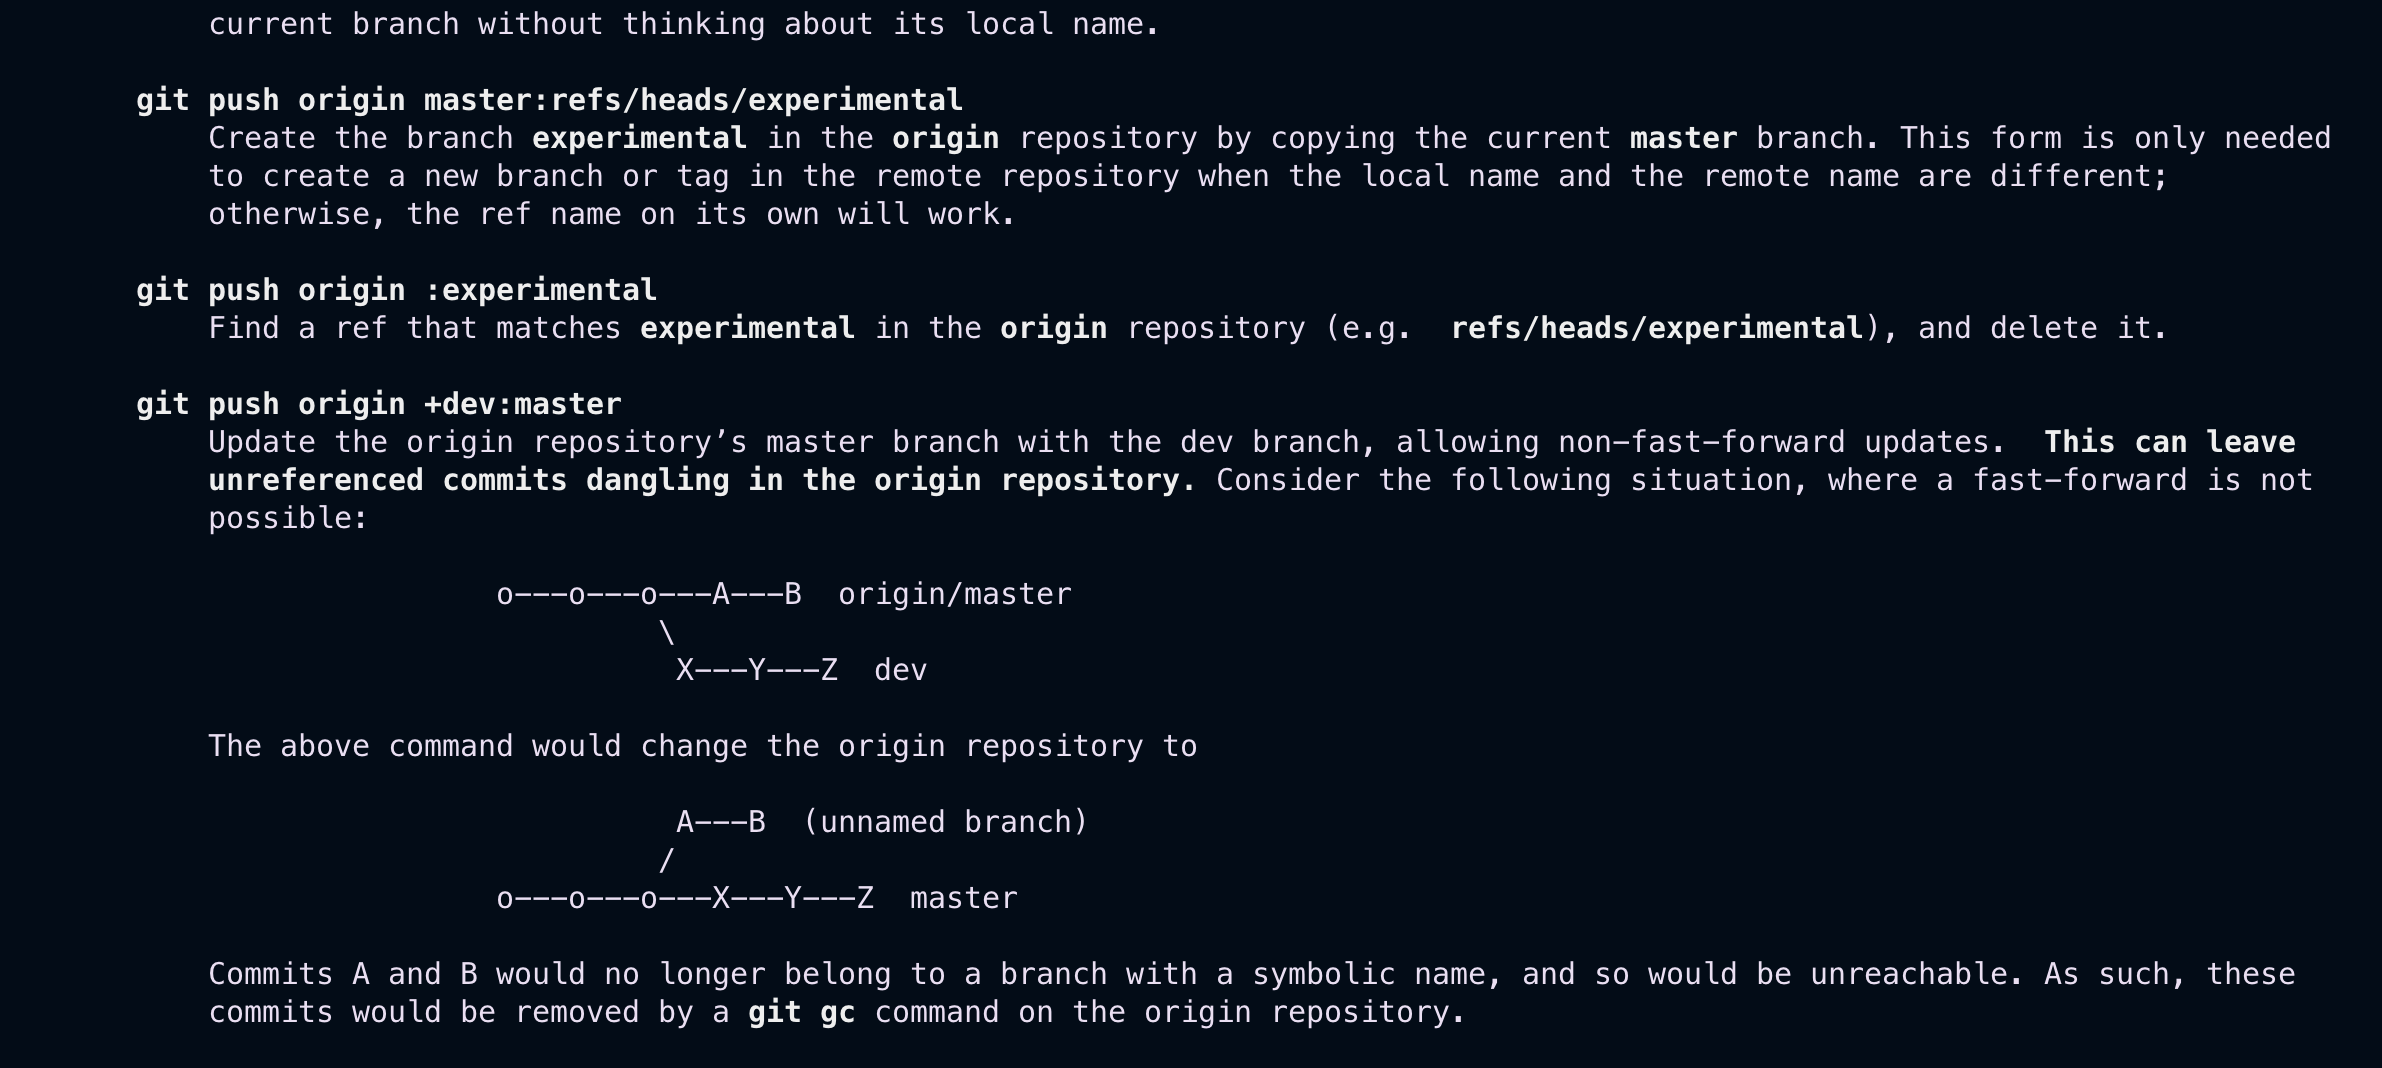 current branch without thinking about its local name.
git push origin master:refs/heads/experimental
Create the branch experimental in the origin repository by copying the current master branch. This form is only needed
to create a new branch or tag in the remote repository when the local name and the remote name are different;
otherwise, the ref name on its own will work.
git push origin :experimental
Find a ref that matches experimental in the origin repository (e.g.  refs/heads/experimental), and delete it.
git push origin +dev:master
Update the origin repository’s master branch with the dev branch, allowing non-fast-forward updates.  This can leave
unreferenced commits dangling in the origin repository. Consider the following situation, where a fast-forward is not
possible:
o---o---o---A---B  origin/master
         \
          X---Y---Z  dev
The above command would change the origin repository to
          A---B  (unnamed branch)
         /
o---o---o---X---Y---Z  master
Commits A and B would no longer belong to a branch with a symbolic name, and so would be unreachable. As such, these
commits would be removed by a git gc command on the origin repository.